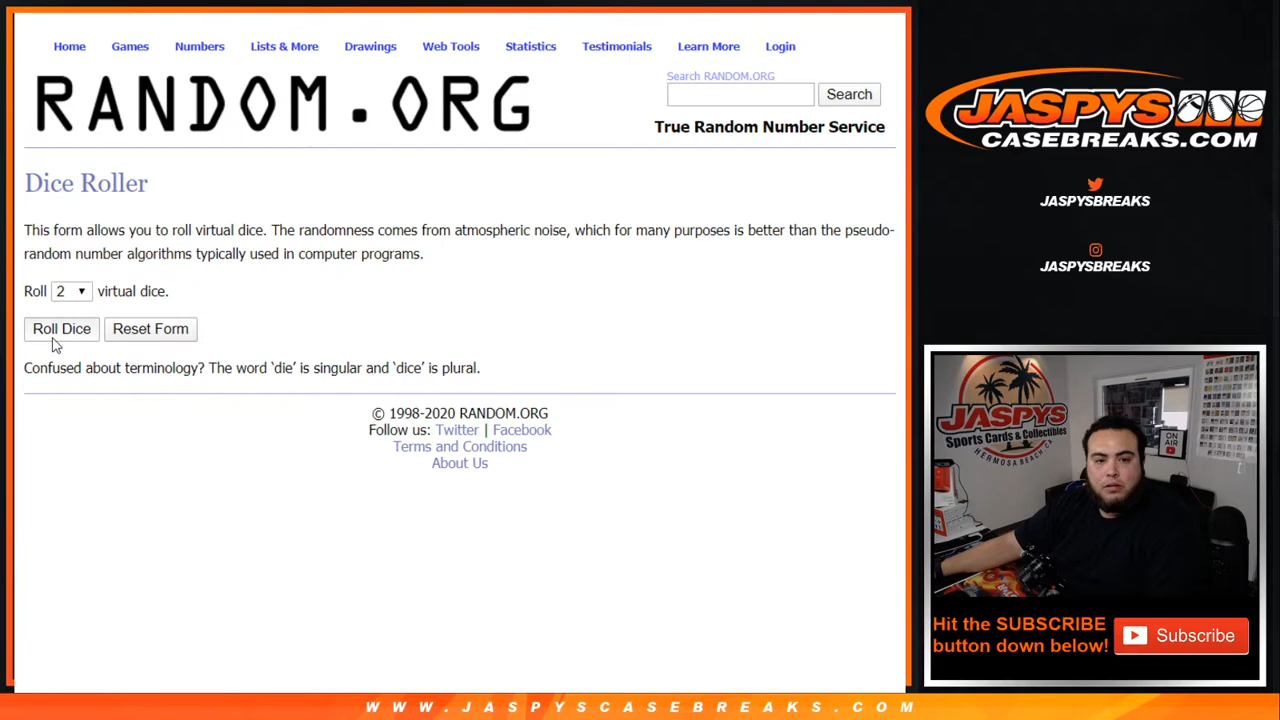 Home Games Numbers Lists & More Drawings Web Tools Statistics Testimonials Learn More Login
RANDOM.ORG
Search RANDOM.ORG
Search
True Random Number Service
Dice Roller
This form allows you to roll virtual dice. The randomness comes from atmospheric noise, which for many purposes is better than the pseudo-
random number algorithms typically used in computer programs.
Roll 2 virtual dice.
Roll Dice Reset Form
Confused about terminology? The word ‘die’ is singular and ‘dice’ is plural.
© 1998-2020 RANDOM.ORG
Follow us: Twitter | Facebook
Terms and Conditions
About Us
JASPYS
CASEBREAKS.COM
JASPYSBREAKS
JASPYSBREAKS
JASPYS
Sports Cards & Collectibles
HERMOSA BEACH CA
ON
AIR
Hit the SUBSCRIBE
button down below!
Subscribe
WWW.JASPYSCASEBREAKS.COM